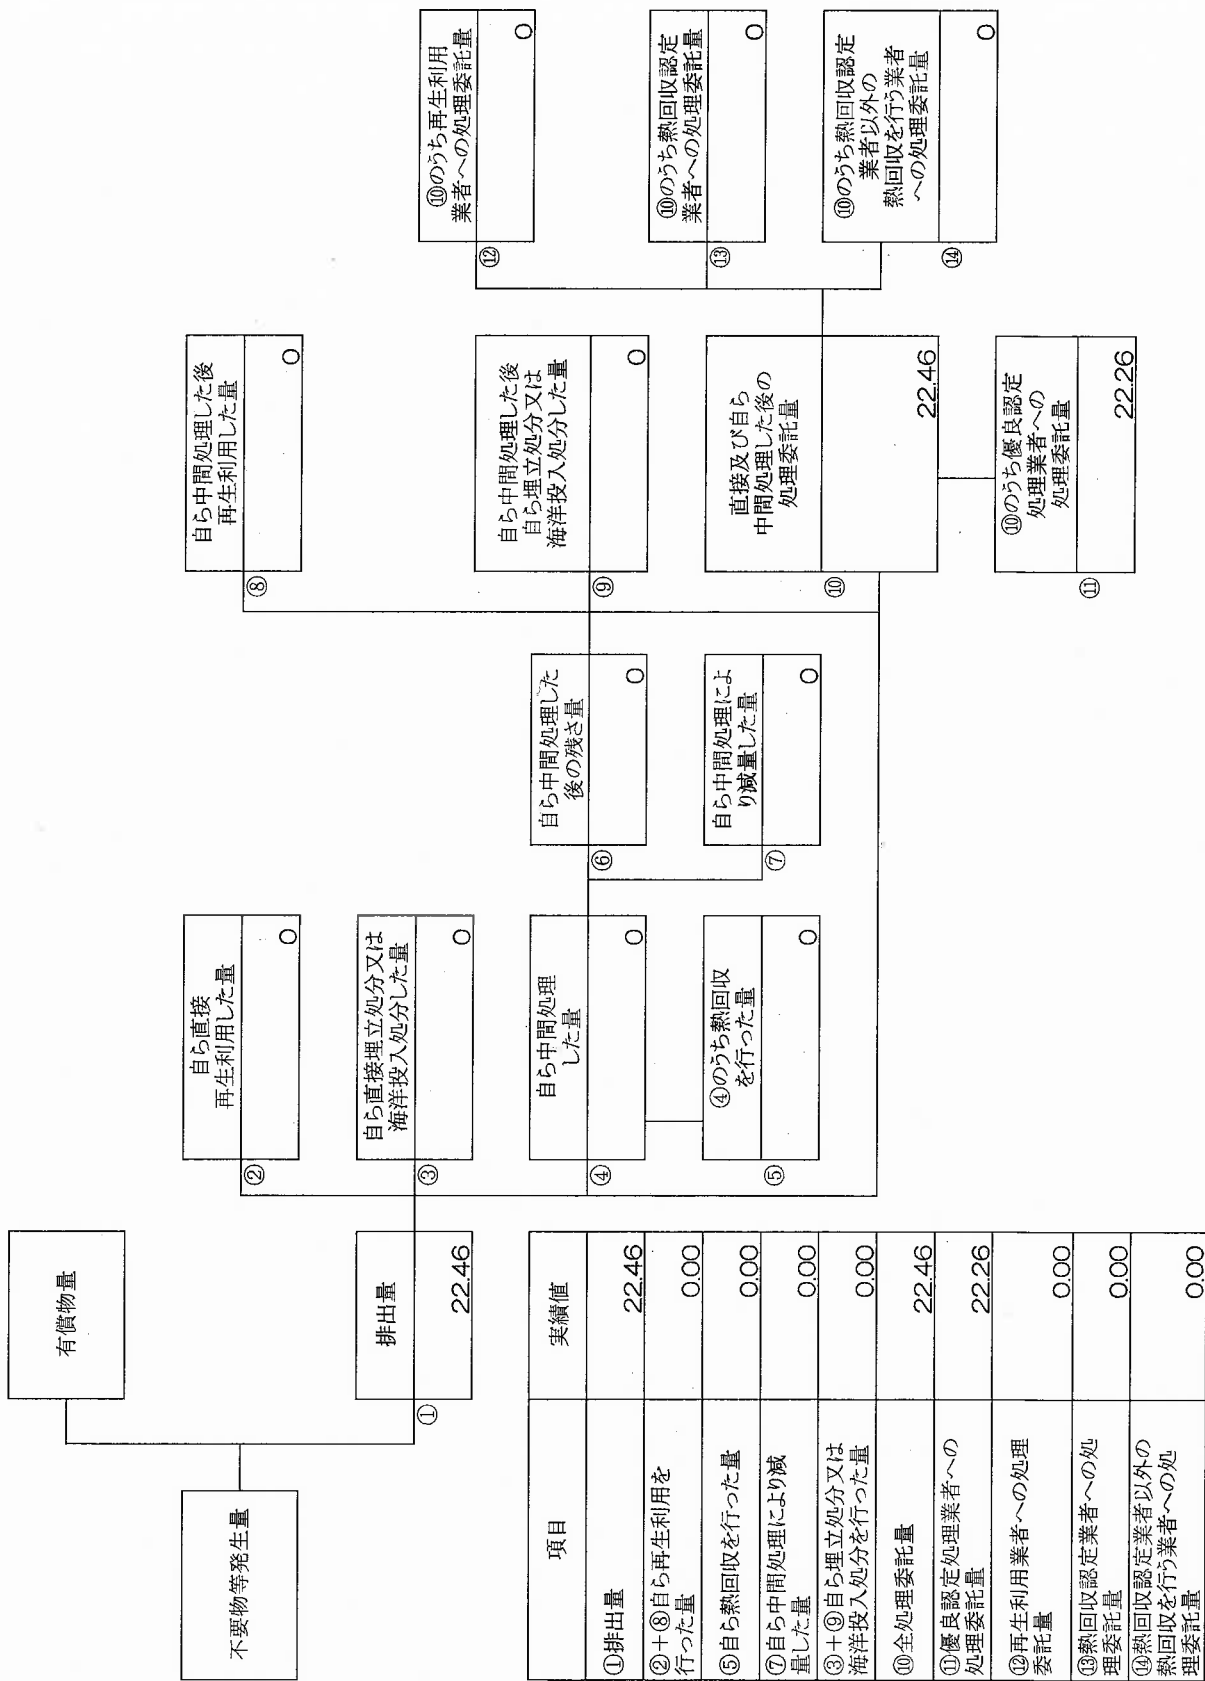 不要物等発生量
有償物量
①
排出量
22.46
②
自ら直接
再生利用した量
0
③
自ら直接埋立処分又は
海洋投入処分した量
0
④
自ら中間処理
した量
0
⑤
④のうち熱回収
を行った量
0
⑥
自ら中間処理した
後の残さ量
0
⑦
自ら中間処理によ
り減量した量
0
⑧
自ら中間処理した後
再生利用した量
0
⑨
自ら中間処理した後
自ら埋立処分又は
海洋投入処分した量
0
⑩
直接及び自ら
中間処理した後の
処理委託量
22.46
⑪
⑩のうち優良認定
処理業者への
処理委託量
22.26
⑫
⑩のうち再生利用
業者への処理委託量
0
⑬
⑩のうち熱回収認定
業者への処理委託量
0
⑭
⑩のうち熱回収認定
業者以外の
熱回収を行う業者
への処理委託量
0
項目 実績値
①排出量 22.46
②+⑧自ら再生利用を
行った量 0.00
⑤自ら熱回収を行った量 0.00
⑦自ら中間処理により減
量した量 0.00
③+⑨自ら埋立処分又は
海洋投入処分を行った量 0.00
⑩全処理委託量 22.46
⑪優良認定処理業者への
処理委託量 22.26
⑫再生利用業者への処理
委託量 0.00
⑬熱回収認定業者への処
理委託量 0.00
⑭熱回収認定業者以外の
熱回収を行う業者への処
理委託量 0.00